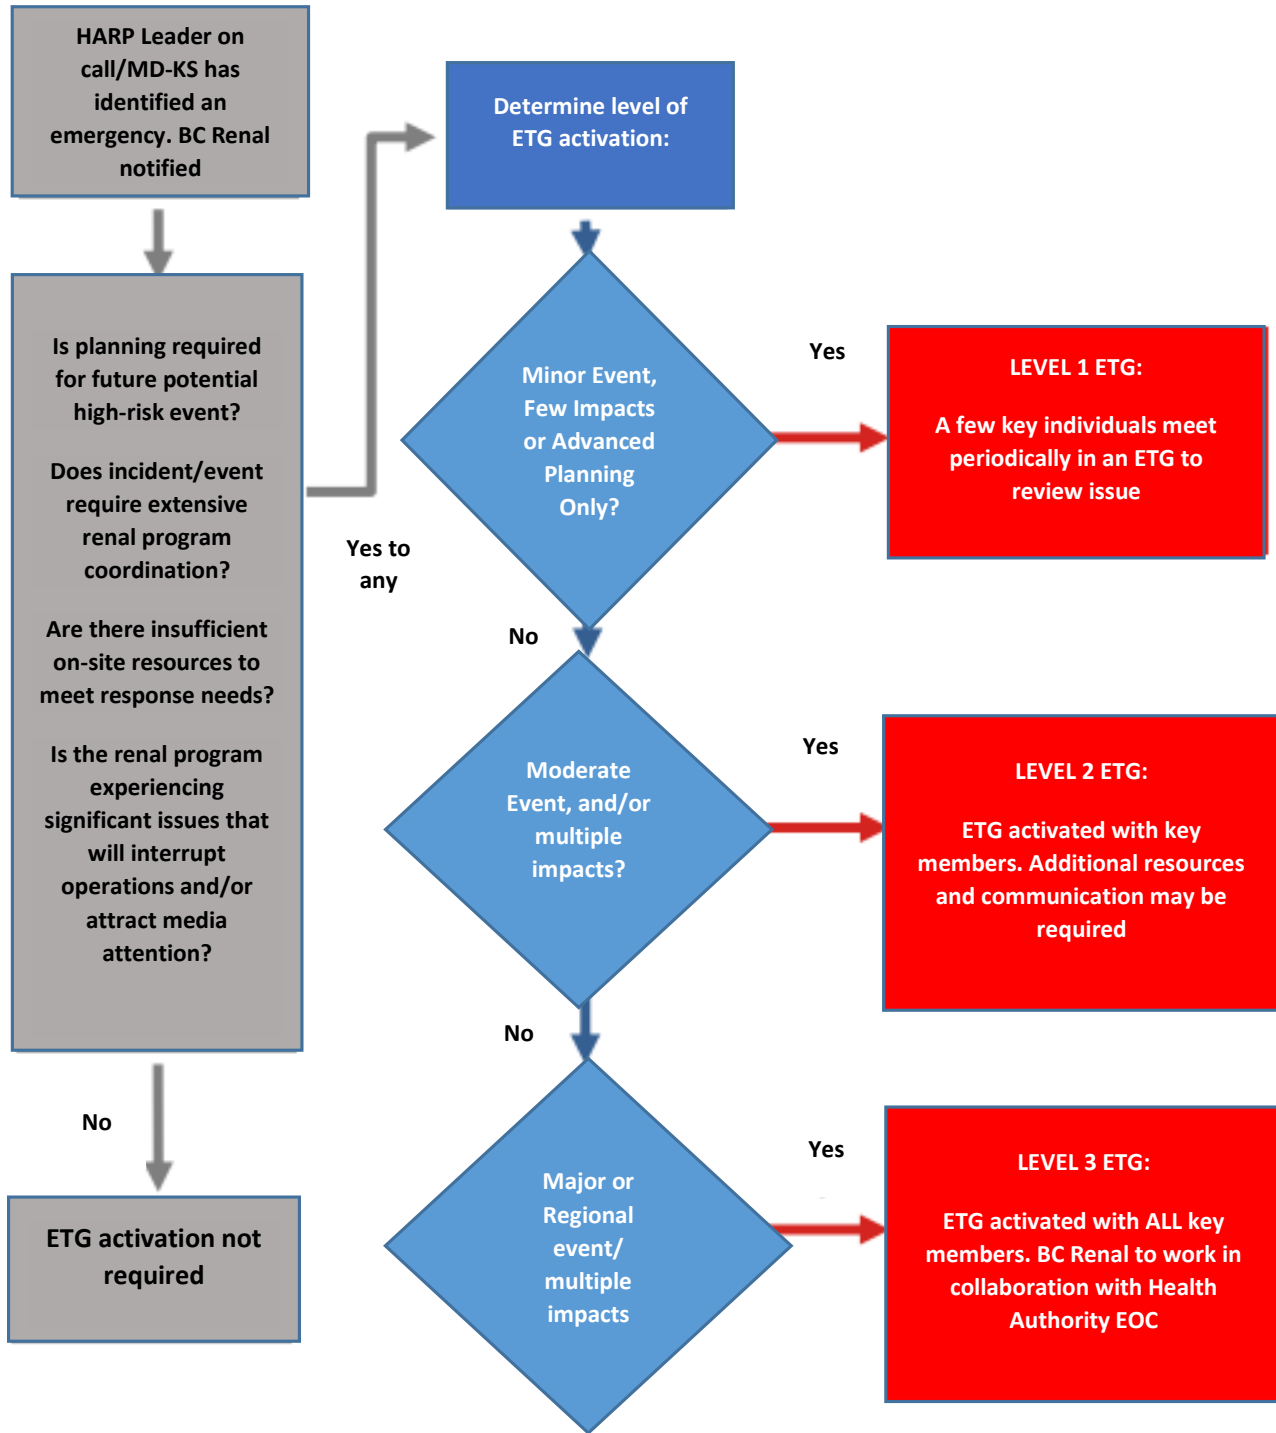 HARP Leader on
call/MD-KS has
identified an
emergency. BC Renal
notified
Is planning required
for future potential
high-risk event?
Does incident/event
require extensive
renal program
coordination?
Are there insufficient
on-site resources to
meet response needs?
Is the renal program
experiencing
significant issues that
will interrupt
operations and/or
attract media
attention?
No
ETG activation not
required
Yes to
any
Determine level of
ETG activation:
Minor Event,
Few Impacts
or Advanced
Planning
Only?
Yes
LEVEL 1 ETG:
A few key individuals meet
periodically in an ETG to
review issue
No
Moderate
Event, and/or
multiple
impacts?
Yes
LEVEL 2 ETG:
ETG activated with key
members. Additional resources
and communication may be
required
No
Major or
Regional
event/
multiple
impacts
Yes
LEVEL 3 ETG:
ETG activated with ALL key
members. BC Renal to work in
collaboration with Health
Authority EOC